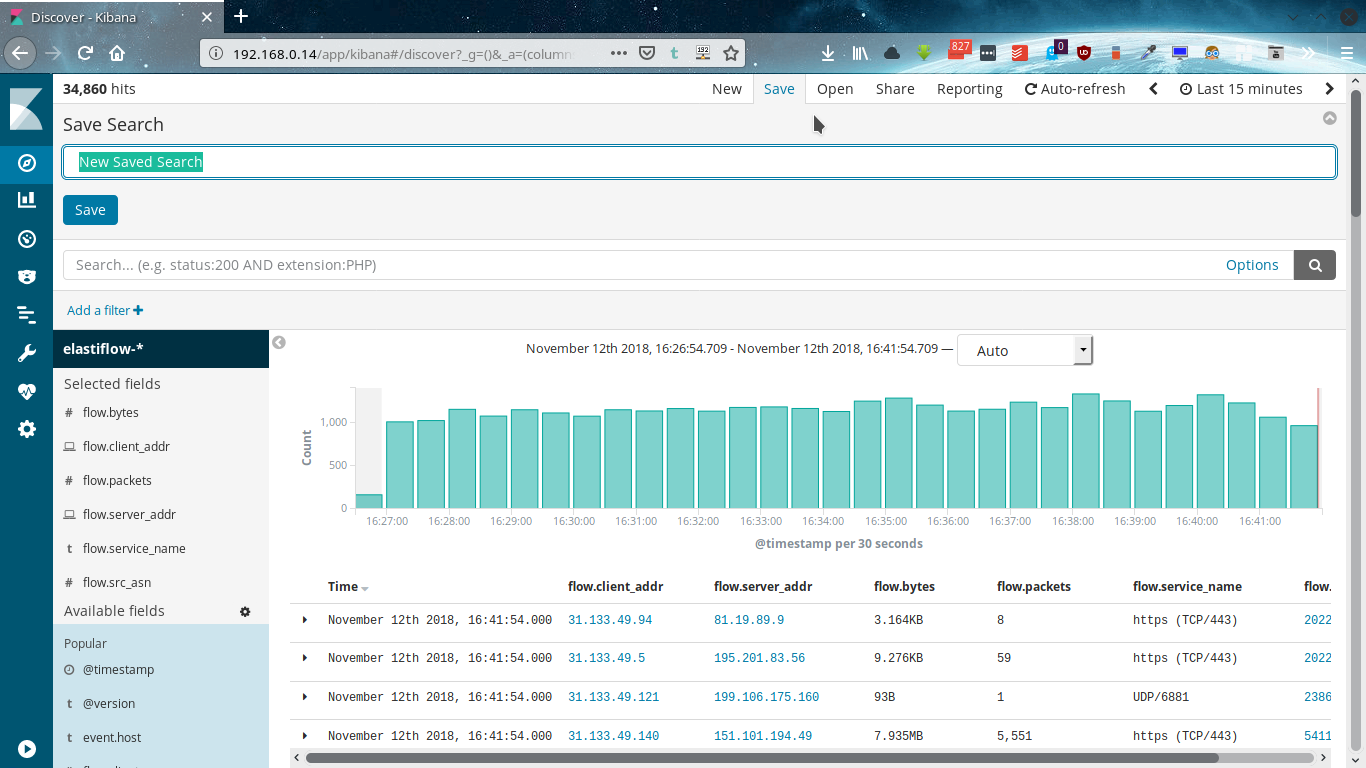 Discover - Kibana
192.168.0.14/app/kibana#/discover?_g=()&_a=(column
827
0
34,860 hits
New
Save
Open
Share
Reporting
Auto-refresh
Last 15 minutes
Save Search
New Saved Search
Save
Search... (e.g. status:200 AND extension:PHP)
Options
Add a filter
elastiflow-*
Selected fields
# flow.bytes
flow.client_addr
# flow.packets
flow.server_addr
t flow.service_name
# flow.src_asn
Available fields
Popular
@timestamp
t @version
t event.host
November 12th 2018, 16:26:54.709 - November 12th 2018, 16:41:54.709 —
Auto
Count
1,000
500
0
16:27:00 16:28:00 16:29:00 16:30:00 16:31:00 16:32:00 16:33:00 16:34:00 16:35:00 16:36:00 16:37:00 16:38:00 16:39:00 16:40:00 16:41:00
@timestamp per 30 seconds
Time flow.client_addr flow.server_addr flow.bytes flow.packets flow.service_name flow.
November 12th 2018, 16:41:54.000 31.133.49.94 81.19.89.9 3.164KB 8 https (TCP/443) 2022
November 12th 2018, 16:41:54.000 31.133.49.5 195.201.83.56 9.276KB 59 https (TCP/443) 2022
November 12th 2018, 16:41:54.000 31.133.49.121 199.106.175.160 93B 1 UDP/6881 2386
November 12th 2018, 16:41:54.000 31.133.49.140 151.101.194.49 7.935MB 5,551 https (TCP/443) 5411